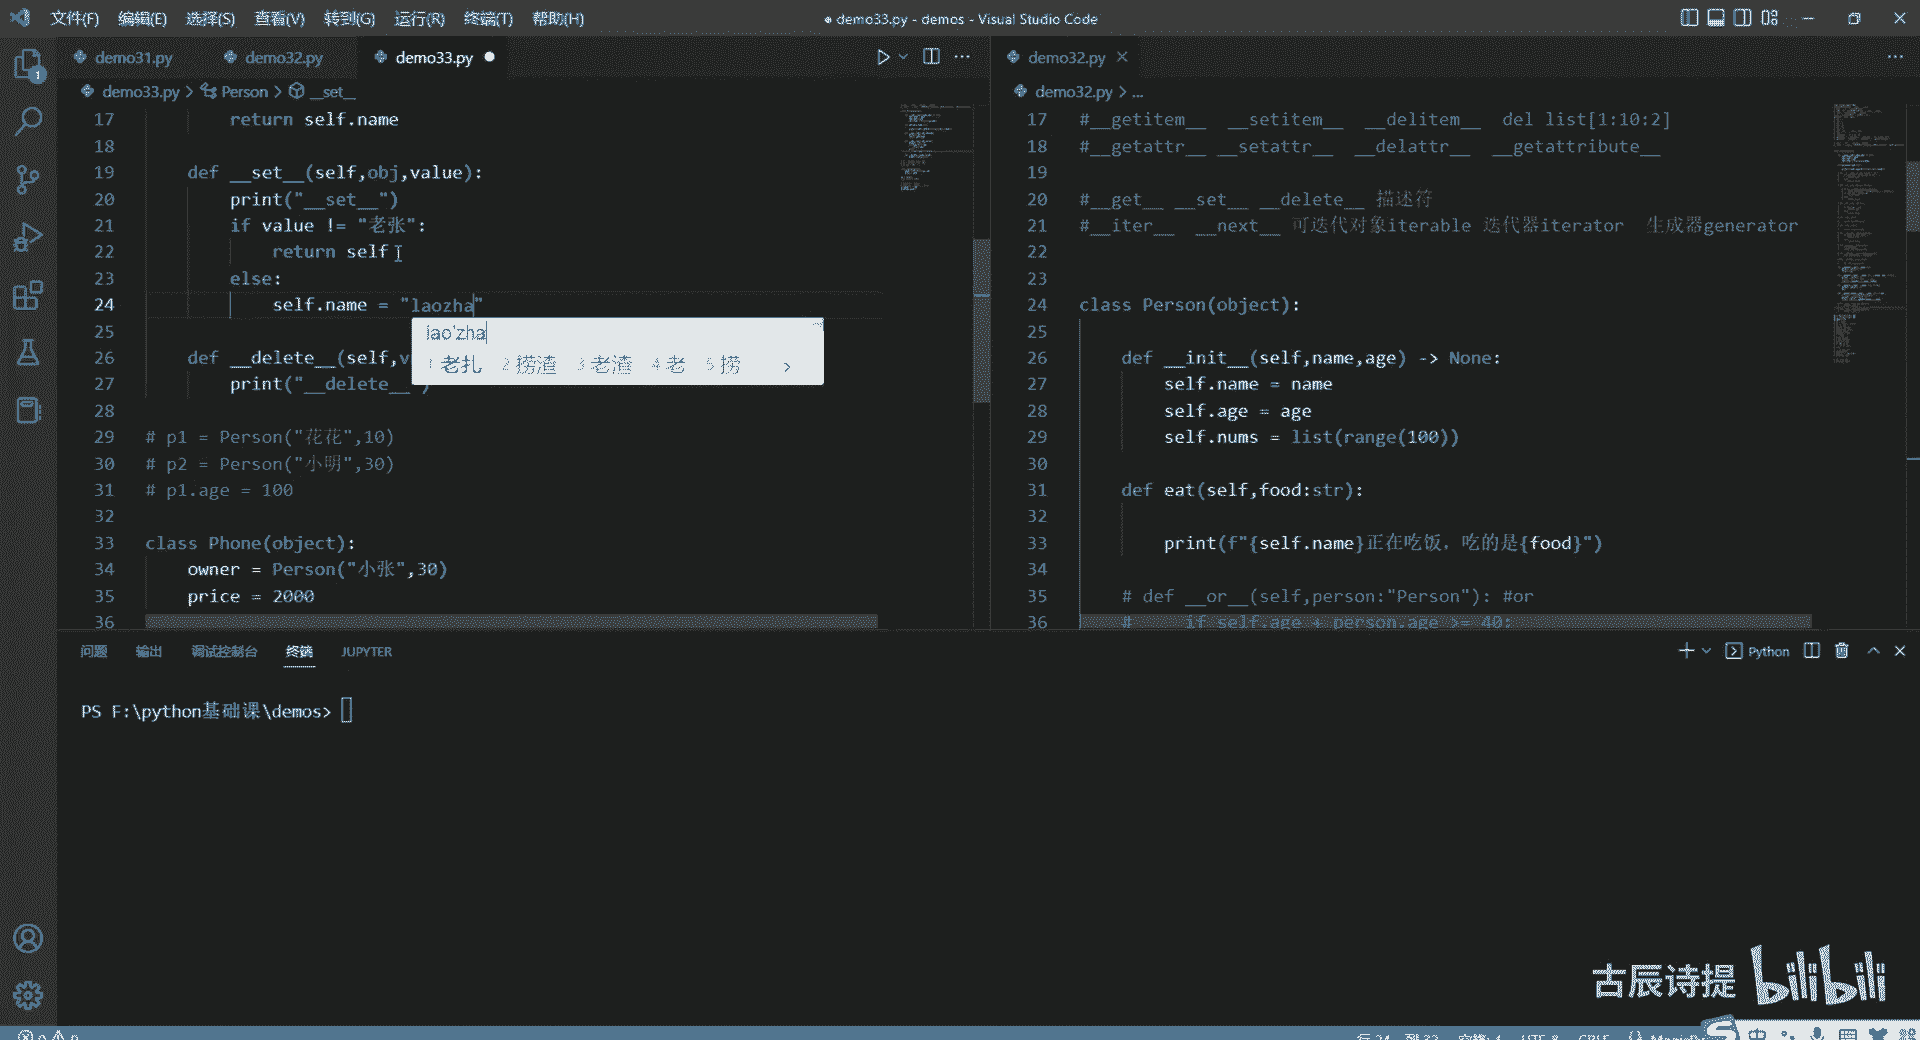 文件(F) 编辑(E) 选择(S) 查看(V) 转到(G) 运行(R) 终端(T) 帮助(H)
● demo33.py - demos - Visual Studio Code
demo31.py demo32.py demo33.py ●
demo33.py > Person > __set__
17 return self.name
18
19 def __set__(self,obj,value):
20 print("__set__")
21 if value != "老张":
22 return self
23 else:
24 self.name = "laozha"
25
lao'zha
1 老扎 2 捞渣 3 老渣 4 老 5 捞 >
26 def __delete__(self,v
27 print("__delete__")
28
29 # p1 = Person("花花",10)
30 # p2 = Person("小明",30)
31 # p1.age = 100
32
33 class Phone(object):
34 owner = Person("小张",30)
35 price = 2000
36
demo32.py
demo32.py > ...
17 #__getitem__ __setitem__ __delitem__ del list[1:10:2]
18 #__getattr__ __setattr__ __delattr__ __getattribute__
19
20 #__get__ __set__ __delete__ 描述符
21 #__iter__ __next__ 可迭代对象iterable 迭代器iterator 生成器generator
22
23
24 class Person(object):
25
26 def __init__(self,name,age) -> None:
27 self.name = name
28 self.age = age
29 self.nums = list(range(100))
30
31 def eat(self,food:str):
32
33 print(f"{self.name}正在吃饭，吃的是{food}")
34
35 # def __or__(self,person:"Person"): #or
36 # if self.age + person.age >= 40:
问题 输出 调试控制台 终端 JUPYTER
Python
PS F:\python基础课\demos>
古辰诗提 bilibili